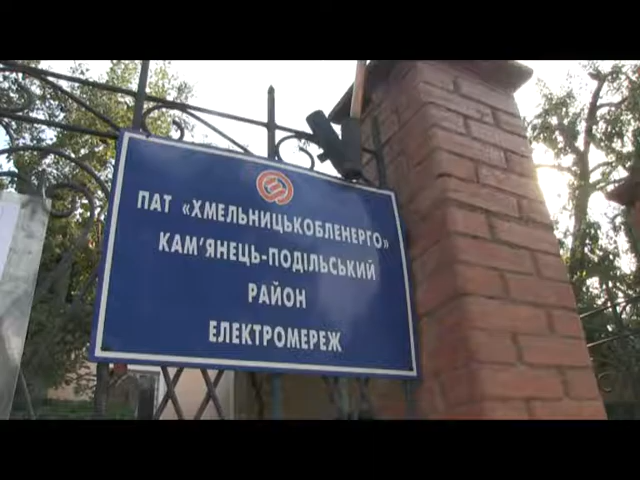 ПАТ «ХМЕЛЬНИЦЬКОБЛЕНЕРГО»
КАМ'ЯНЕЦЬ-ПОДІЛЬСЬКИЙ
РАЙОН
ЕЛЕКТРОМЕРЕЖ